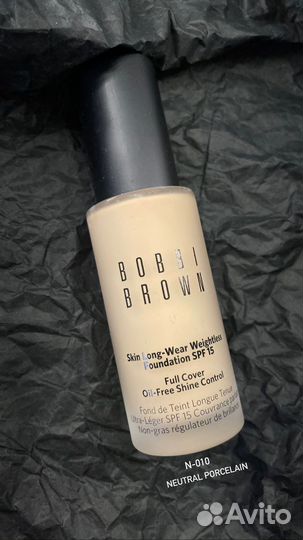 BOBBI
BROWN
Skin Long-Wear Weightless
Foundation SPF 15
Full Cover
Oil-Free Shine Control
Fond de Teint Longue Tenue
Ultra-Léger SPF 15 Couvrance
Non-gras régulateur de
N-010
NEUTRAL PORCELAIN
Avito